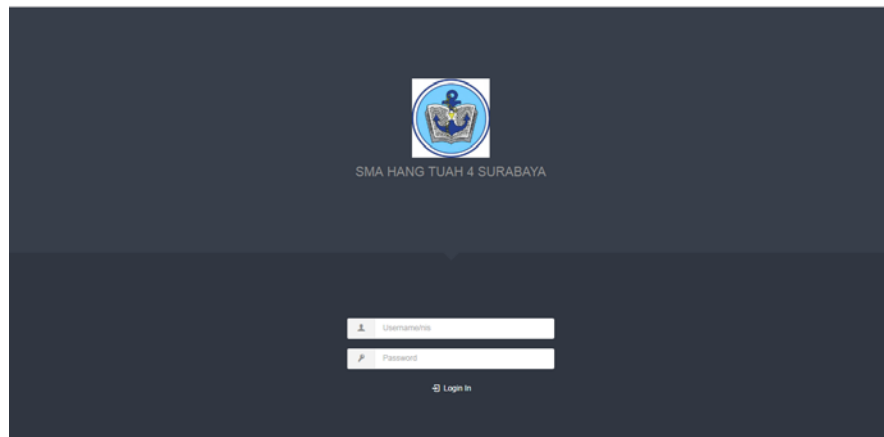 SMA HANG TUAH 4 SURABAYA
Username/nis
Password
Login In